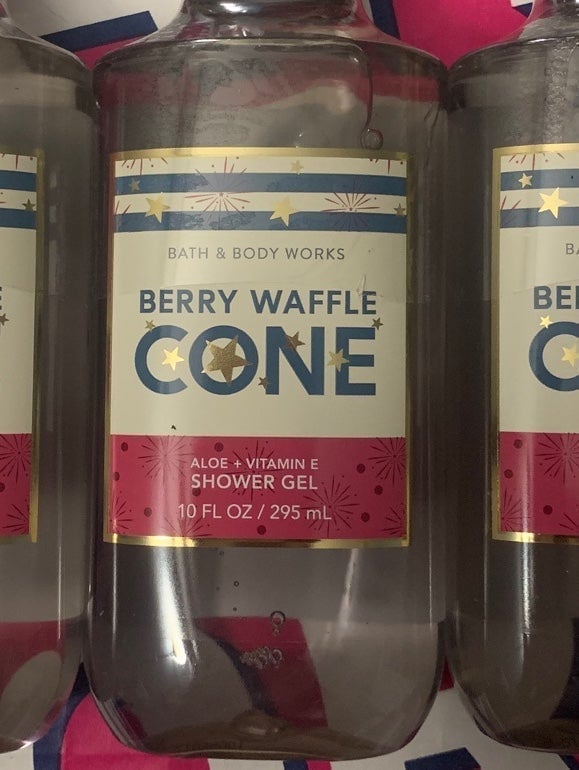 BATH & BODY WORKS
BERRY WAFFLE
CONE
ALOE + VITAMIN E
SHOWER GEL
10 FL OZ / 295 mL